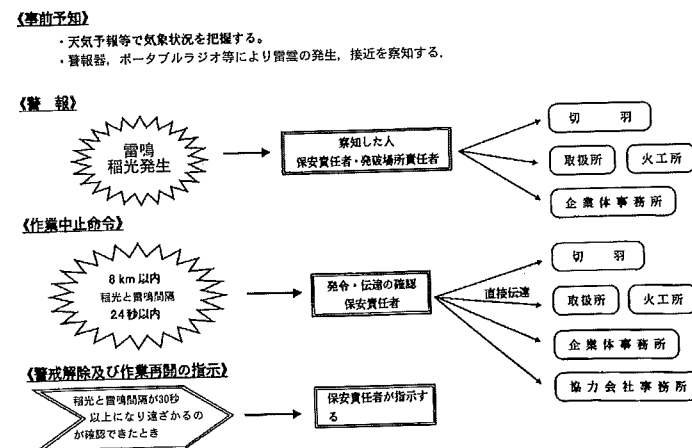 《事前予知》
・天気予報等で気象状況を把握する。
・警報器，ポータブルラジオ等により雷雲の発生，接近を察知する．
《警　報》
雷鳴
稲光発生
察知した人
保安責任者・発破場所責任者
切　　羽
取扱所
火工所
企業体事務所
《作業中止命令》
8km以内
稲光と雷鳴間隔
24秒以内
発令・伝達の確認
保安責任者
直接伝達
切　　羽
取扱所
火工所
企業体事務所
協力会社事務所
《警戒解除及び作業再開の指示》
稲光と雷鳴間隔が30秒
以上になり遠ざかるの
が確認できたとき
保安責任者が指示す
る